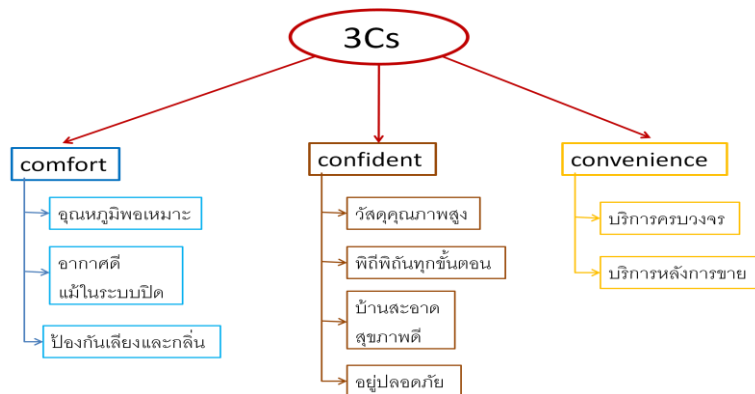 3Cs
comfort
อุณหภูมิพอเหมาะ
อากาศดี
แม้ในระบบปิด
ป้องกันเสียงและกลิ่น
confident
วัสดุคุณภาพสูง
พิถีพิถันทุกขั้นตอน
บ้านสะอาด
สุขภาพดี
อยู่ปลอดภัย
convenience
บริการครบวงจร
บริการหลังการขาย